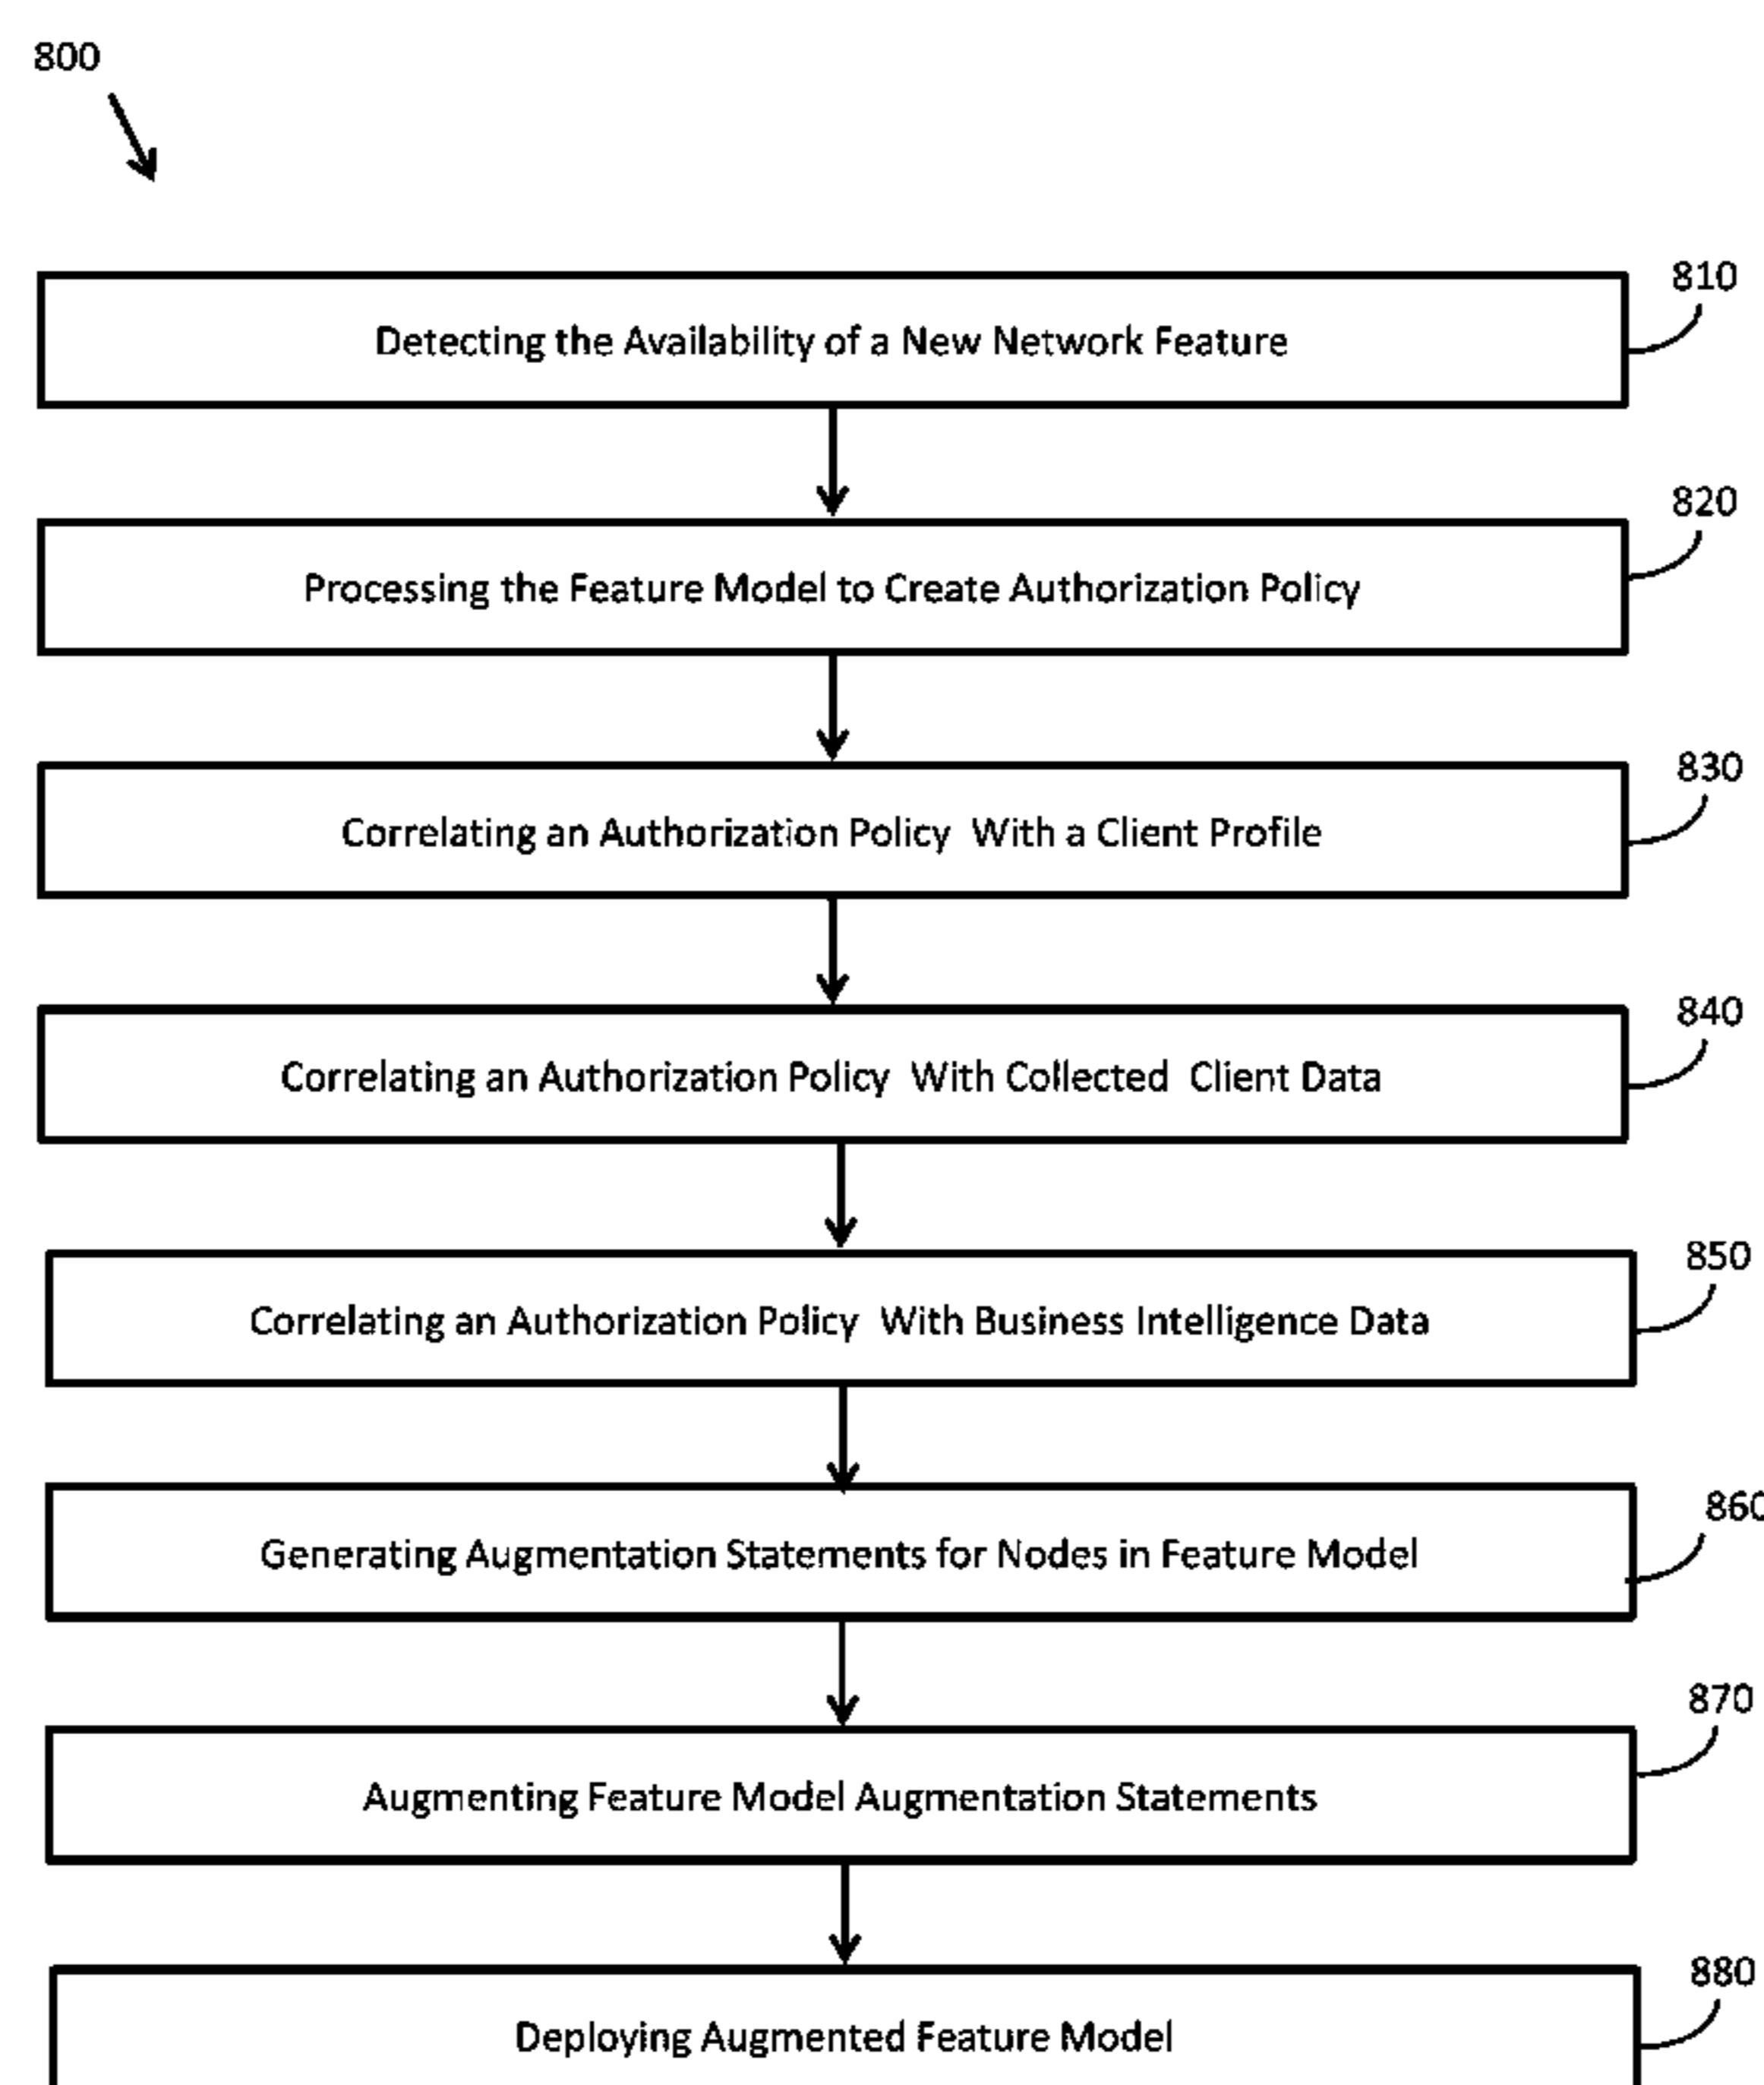 800
810
Detecting the Availability of a New Network Feature
820
Processing the Feature Model to Create Authorization Policy
830
Correlating an Authorization Policy With a Client Profile
840
Correlating an Authorization Policy With Collected Client Data
850
Correlating an Authorization Policy With Business Intelligence Data
860
Generating Augmentation Statements for Nodes in Feature Model
870
Augmenting Feature Model Augmentation Statements
880
Deploying Augmented Feature Model